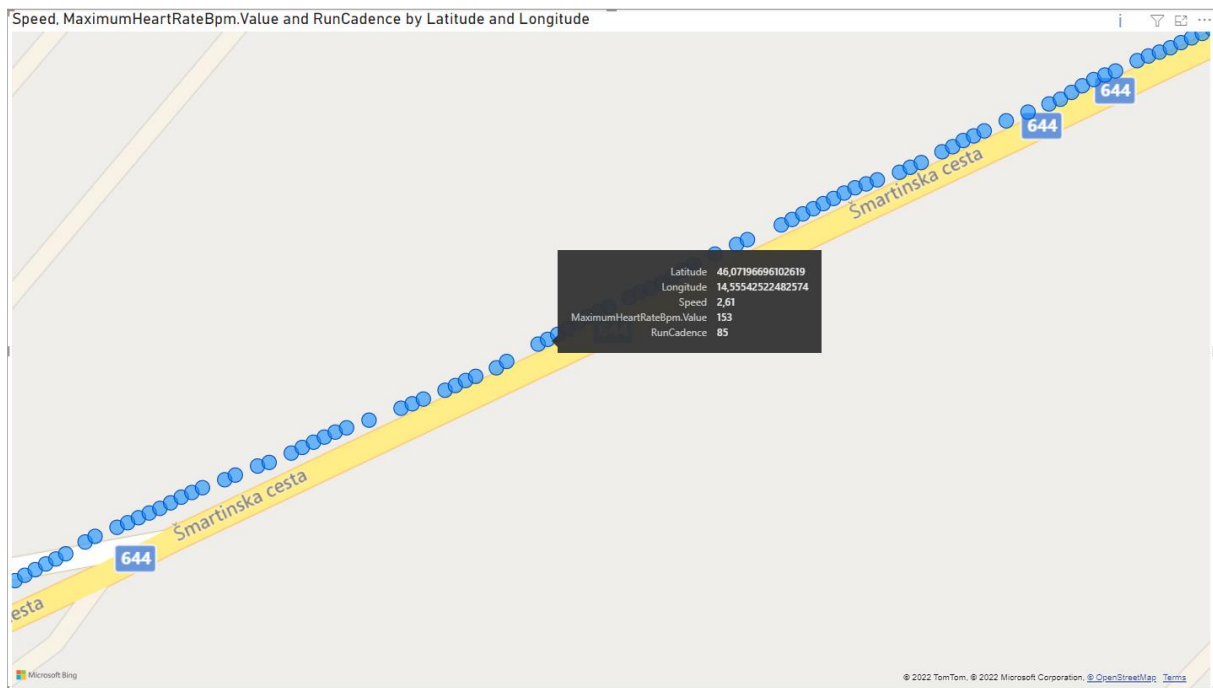 Speed, MaximumHeartRateBpm.Value and RunCadence by Latitude and Longitude
644
644
Šmartinska cesta
Latitude 46,07196696102619
Longitude 14,55542522482574
Speed 2,61
MaximumHeartRateBpm.Value 153
RunCadence 85
Šmartinska cesta
644
esta
Microsoft Bing
© 2022 TomTom, © 2022 Microsoft Corporation, © OpenStreetMap Terms